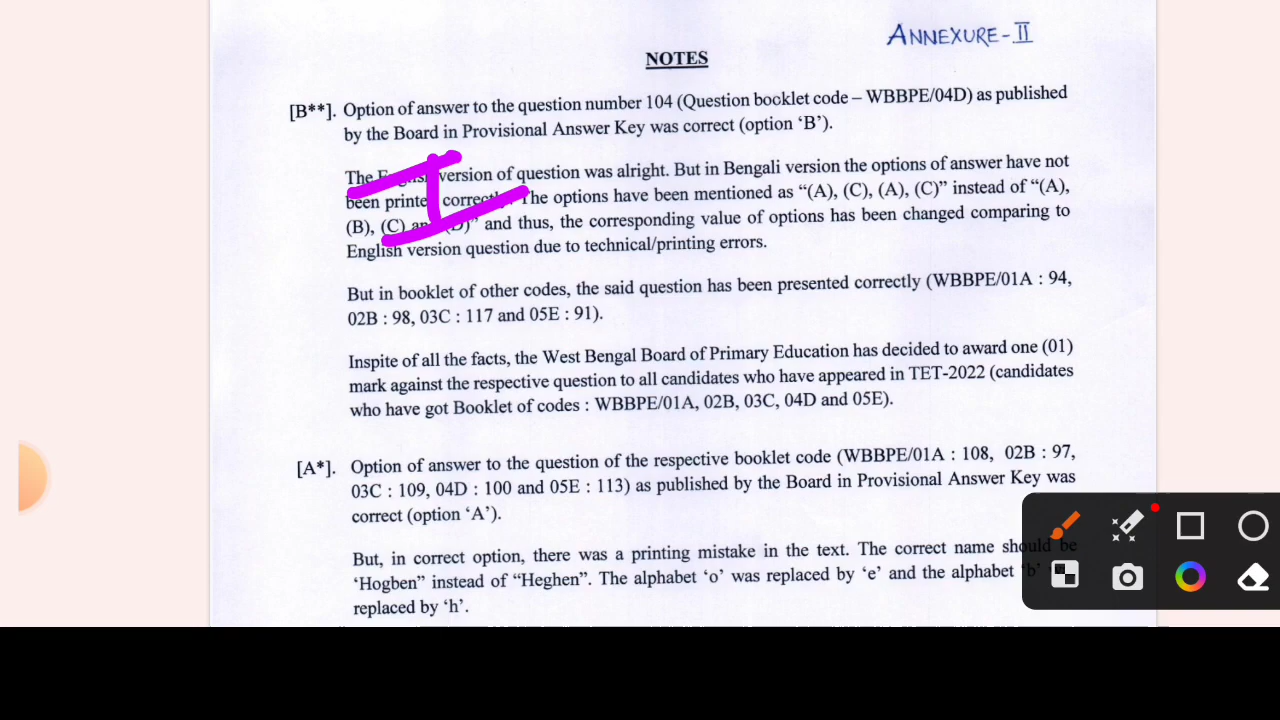 ANNEXURE-II
NOTES
[B**]. Option of answer to the question number 104 (Question booklet code – WBBPE/04D) as published
by the Board in Provisional Answer Key was correct (option ‘B’).
The English version of question was alright. But in Bengali version the options of answer have not
been printed correctly. The options have been mentioned as “(A), (C), (A), (C)” instead of “(A),
(B), (C) and (D)” and thus, the corresponding value of options has been changed comparing to
English version question due to technical/printing errors.
But in booklet of other codes, the said question has been presented correctly (WBBPE/01A : 94,
02B : 98, 03C : 117 and 05E : 91).
Inspite of all the facts, the West Bengal Board of Primary Education has decided to award one (01)
mark against the respective question to all candidates who have appeared in TET-2022 (candidates
who have got Booklet of codes : WBBPE/01A, 02B, 03C, 04D and 05E).
[A*]. Option of answer to the question of the respective booklet code (WBBPE/01A : 108, 02B : 97,
03C : 109, 04D : 100 and 05E : 113) as published by the Board in Provisional Answer Key was
correct (option ‘A’).
But, in correct option, there was a printing mistake in the text. The correct name should be
‘Hogben” instead of “Heghen”. The alphabet ‘o’ was replaced by ‘e’ and the alphabet ‘b’
replaced by ‘h’.